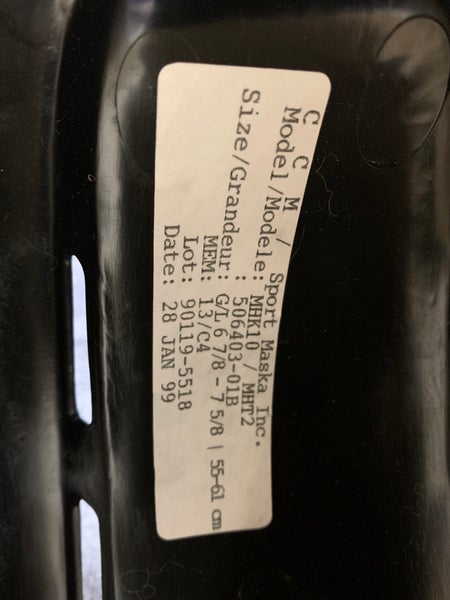 C C M / Sport Maska Inc.
Model/Modele: MHK10 / MHT2
: 506403-01B
Size/Grandeur: G/L 6 7/8 - 7 5/8 | 55-61 cm
MEM: 13/C4
Lot: 90119-5518
Date: 28 JAN 99